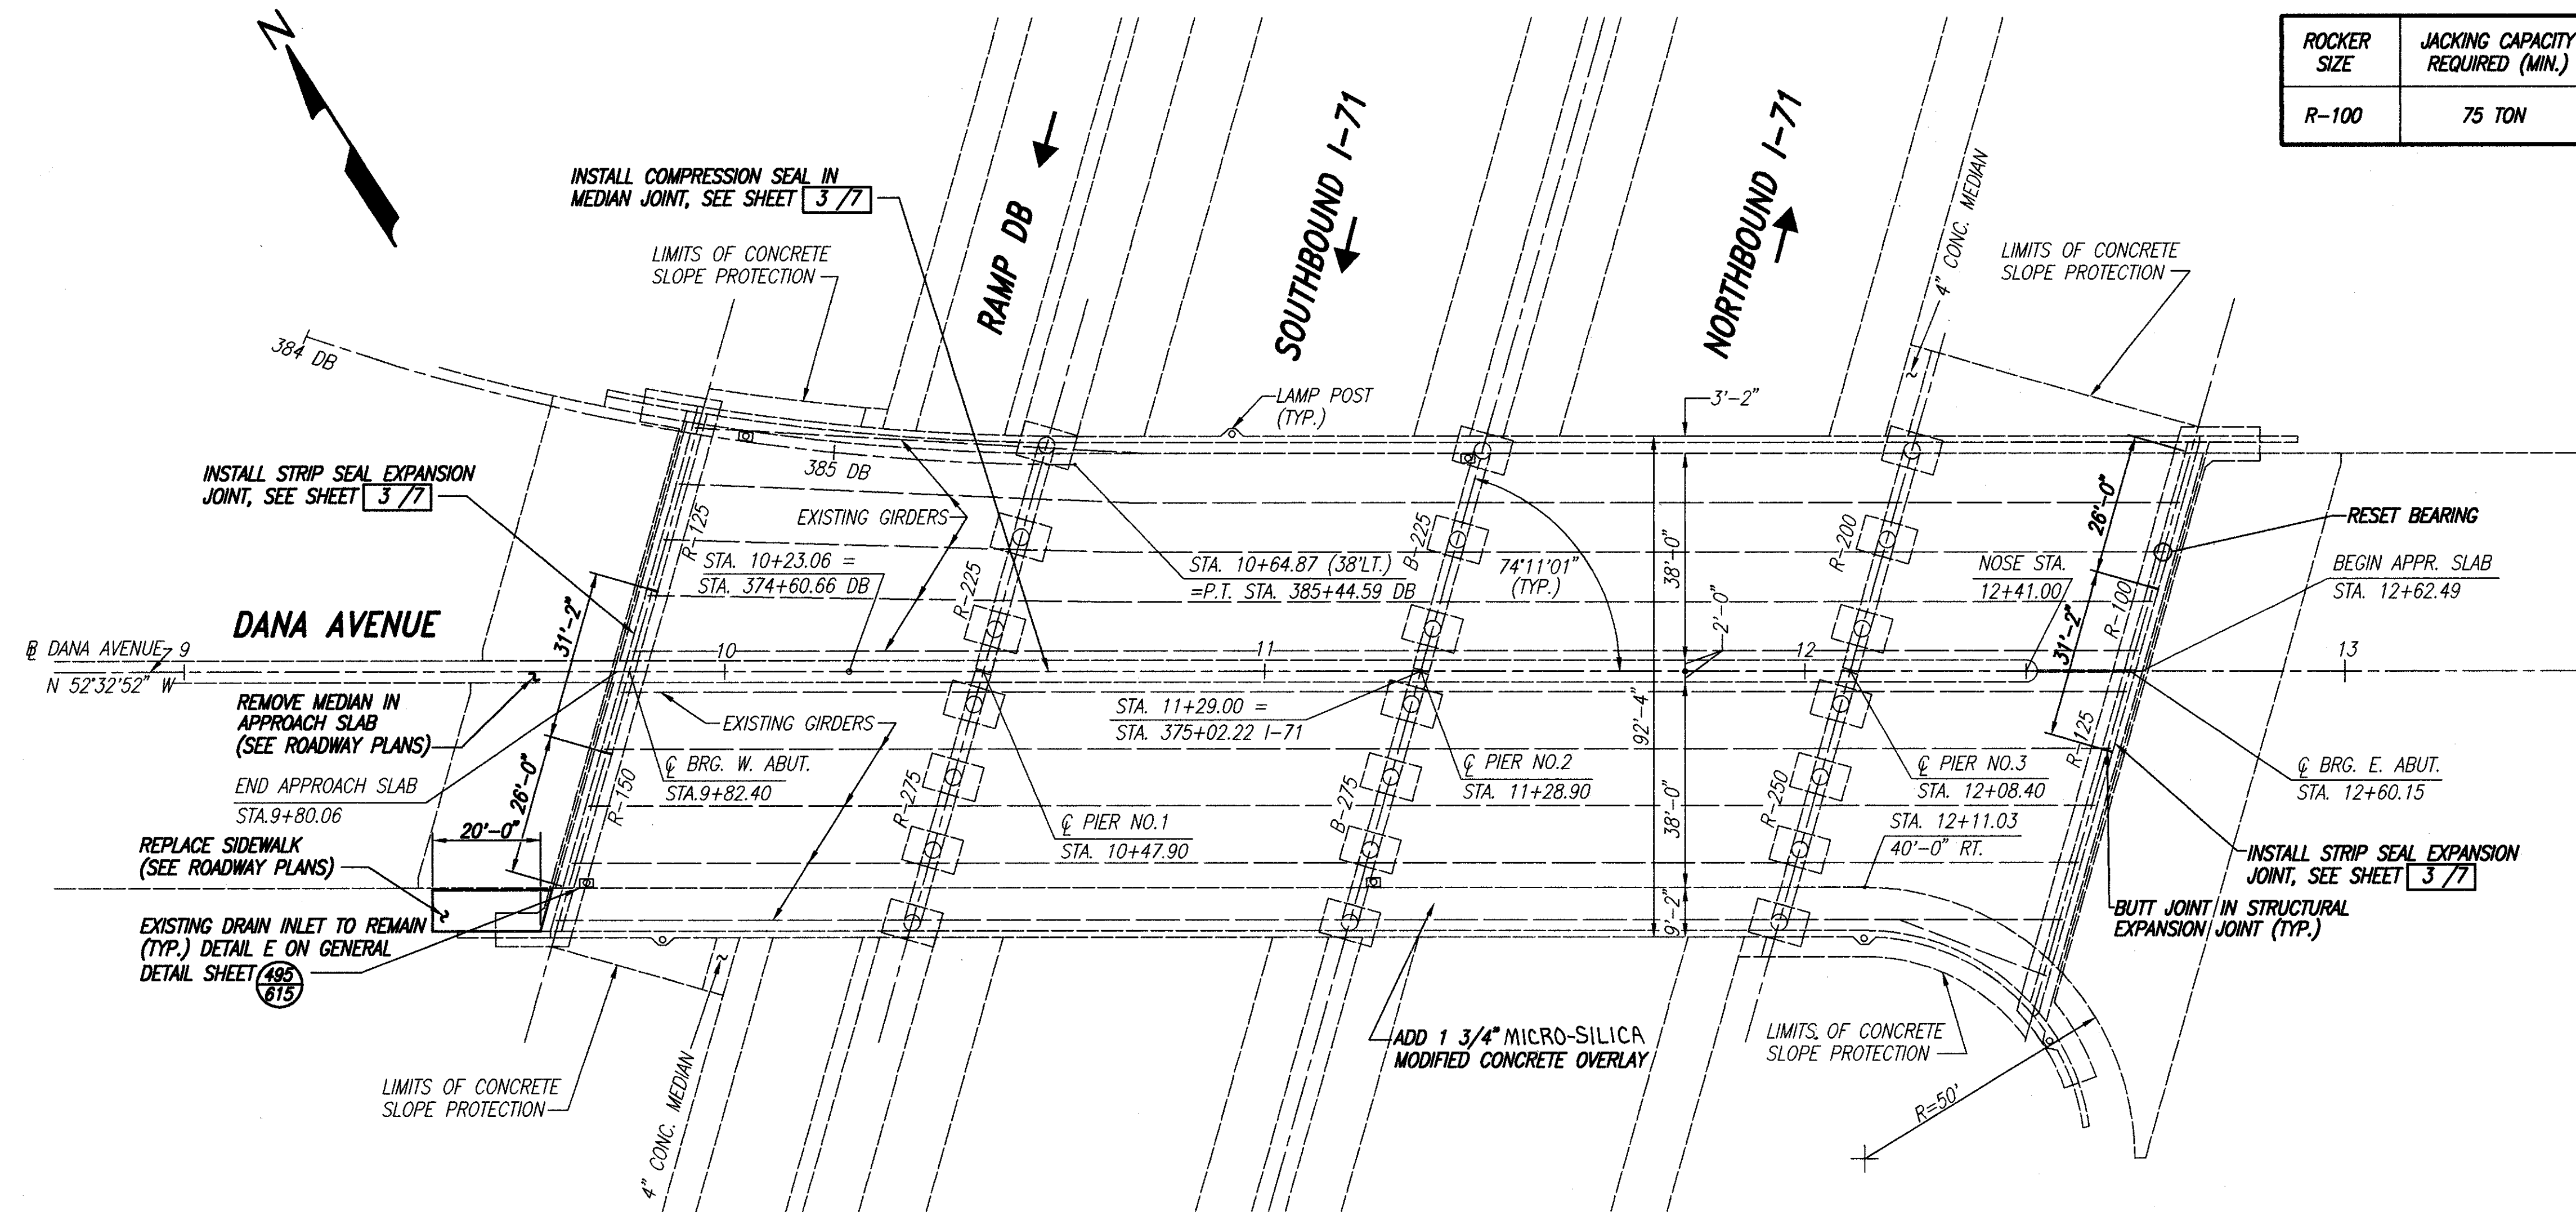 N
ROCKER SIZE
JACKING CAPACITY REQUIRED (MIN.)
R-100
75 TON
INSTALL COMPRESSION SEAL IN
MEDIAN JOINT, SEE SHEET 3 /7
RAMP DB
SOUTHBOUND I-71
NORTHBOUND I-71
4" CONC. MEDIAN
LIMITS OF CONCRETE
SLOPE PROTECTION
LIMITS OF CONCRETE
SLOPE PROTECTION
384 DB
LAMP POST
(TYP.)
3'-2"
385 DB
INSTALL STRIP SEAL EXPANSION
JOINT, SEE SHEET 3 /7
R-125
EXISTING GIRDERS
STA. 10+23.06 =
STA. 374+60.66 DB
R-225
STA. 10+64.87 (38'LT.)
=P.T. STA. 385+44.59 DB
B-225
74°11'01"
(TYP.)
38'-0"
R-200
NOSE STA.
12+41.00
26'-0"
RESET BEARING
BEGIN APPR. SLAB
STA. 12+62.49
R-100
31'-2"
2'-0"
DANA AVENUE
31'-2"
℄ DANA AVENUE
9
10
11
12
13
N 52°32'52" W
REMOVE MEDIAN IN
APPROACH SLAB
(SEE ROADWAY PLANS)
EXISTING GIRDERS
STA. 11+29.00 =
STA. 375+02.22 I-71
92'-4"
R-125
END APPROACH SLAB
STA.9+80.06
26'-0"
R-150
℄ BRG. W. ABUT.
STA.9+82.40
R-275
℄ PIER NO.1
STA. 10+47.90
B-275
℄ PIER NO.2
STA. 11+28.90
38'-0"
R-250
℄ PIER NO.3
STA. 12+08.40
STA. 12+11.03
40'-0" RT.
℄ BRG. E. ABUT.
STA. 12+60.15
20'-0"
REPLACE SIDEWALK
(SEE ROADWAY PLANS)
INSTALL STRIP SEAL EXPANSION
JOINT, SEE SHEET 3 /7
BUTT JOINT IN STRUCTURAL
EXPANSION JOINT (TYP.)
9'-2"
EXISTING DRAIN INLET TO REMAIN
(TYP.) DETAIL E ON GENERAL
DETAIL SHEET 495
615
LIMITS OF CONCRETE
SLOPE PROTECTION
4" CONC. MEDIAN
ADD 1 3/4" MICRO-SILICA
MODIFIED CONCRETE OVERLAY
LIMITS OF CONCRETE
SLOPE PROTECTION
R=50'